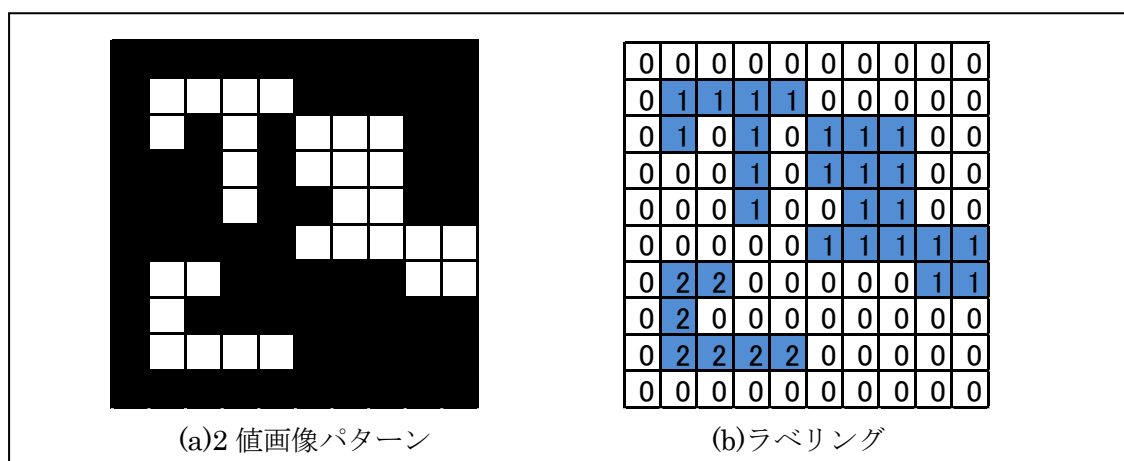 0 0 0 0 0 0 0 0 0 0
0 1 1 1 1 0 0 0 0 0
0 1 0 1 0 1 1 1 0 0
0 0 0 1 0 1 1 1 0 0
0 0 0 1 0 0 1 1 0 0
0 0 0 0 0 1 1 1 1 1
0 2 2 0 0 0 0 0 1 1
0 2 0 0 0 0 0 0 0 0
0 2 2 2 2 0 0 0 0 0
0 0 0 0 0 0 0 0 0 0
(a)2 値画像パターン
(b)ラベリング